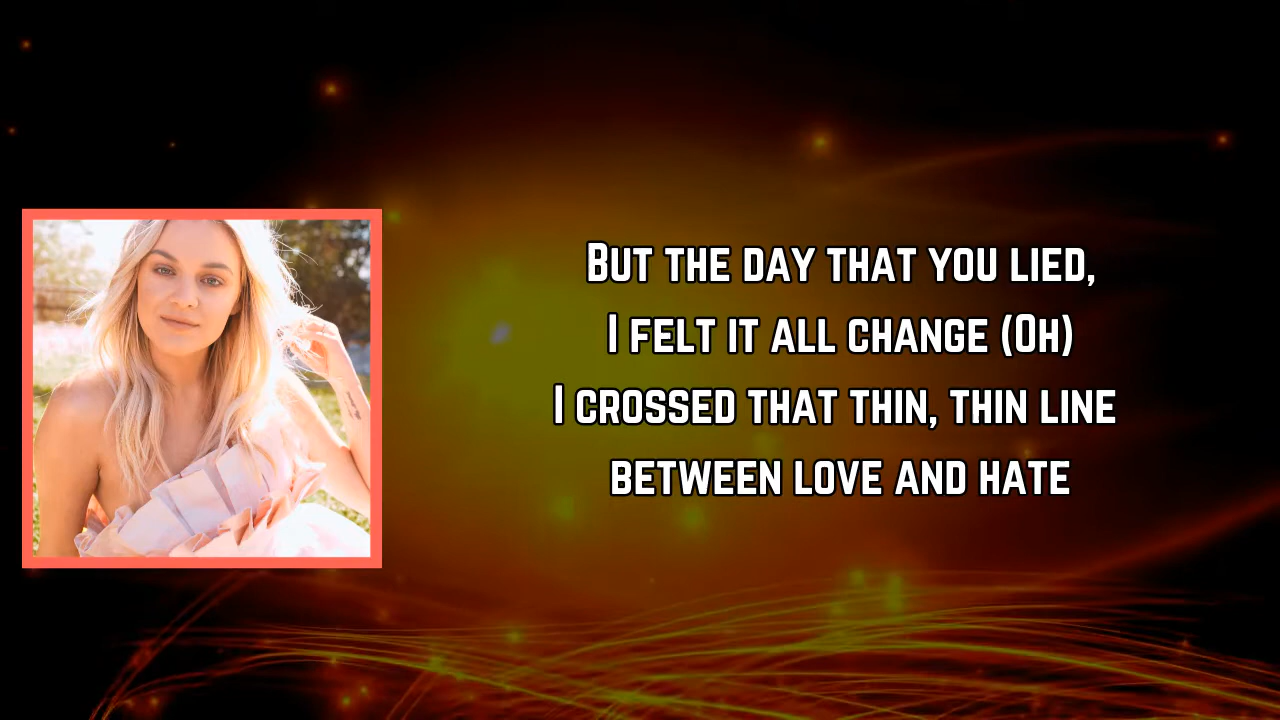 But the day that you lied,
I felt it all change (Oh)
I crossed that thin, thin line
between love and hate